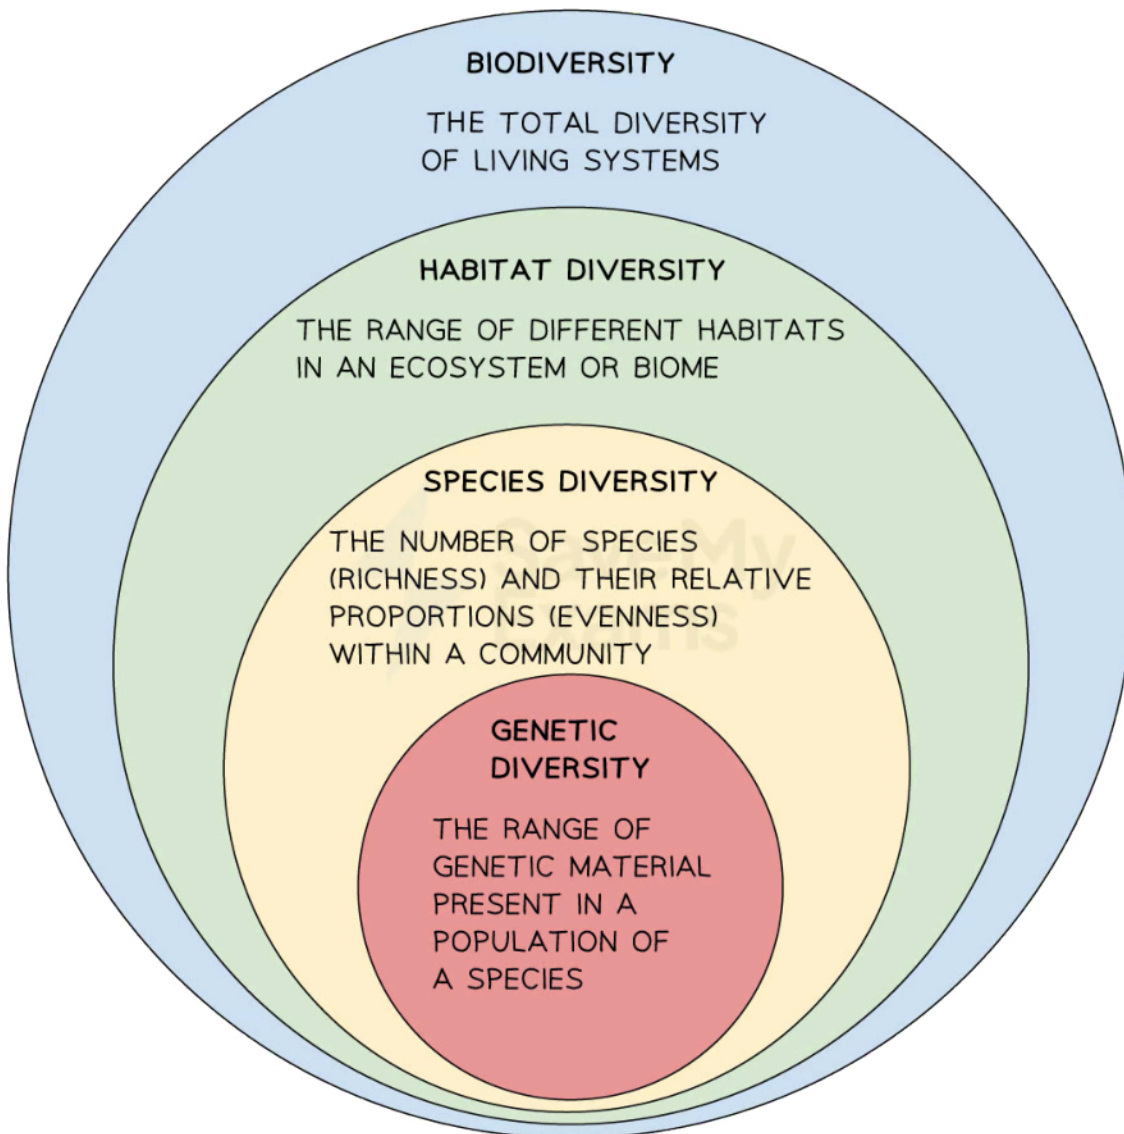 BIODIVERSITY
THE TOTAL DIVERSITY
OF LIVING SYSTEMS
HABITAT DIVERSITY
THE RANGE OF DIFFERENT HABITATS
IN AN ECOSYSTEM OR BIOME
SPECIES DIVERSITY
THE NUMBER OF SPECIES
(RICHNESS) AND THEIR RELATIVE
PROPORTIONS (EVENNESS)
WITHIN A COMMUNITY
SaveMy
Exams
GENETIC
DIVERSITY
THE RANGE OF
GENETIC MATERIAL
PRESENT IN A
POPULATION OF
A SPECIES